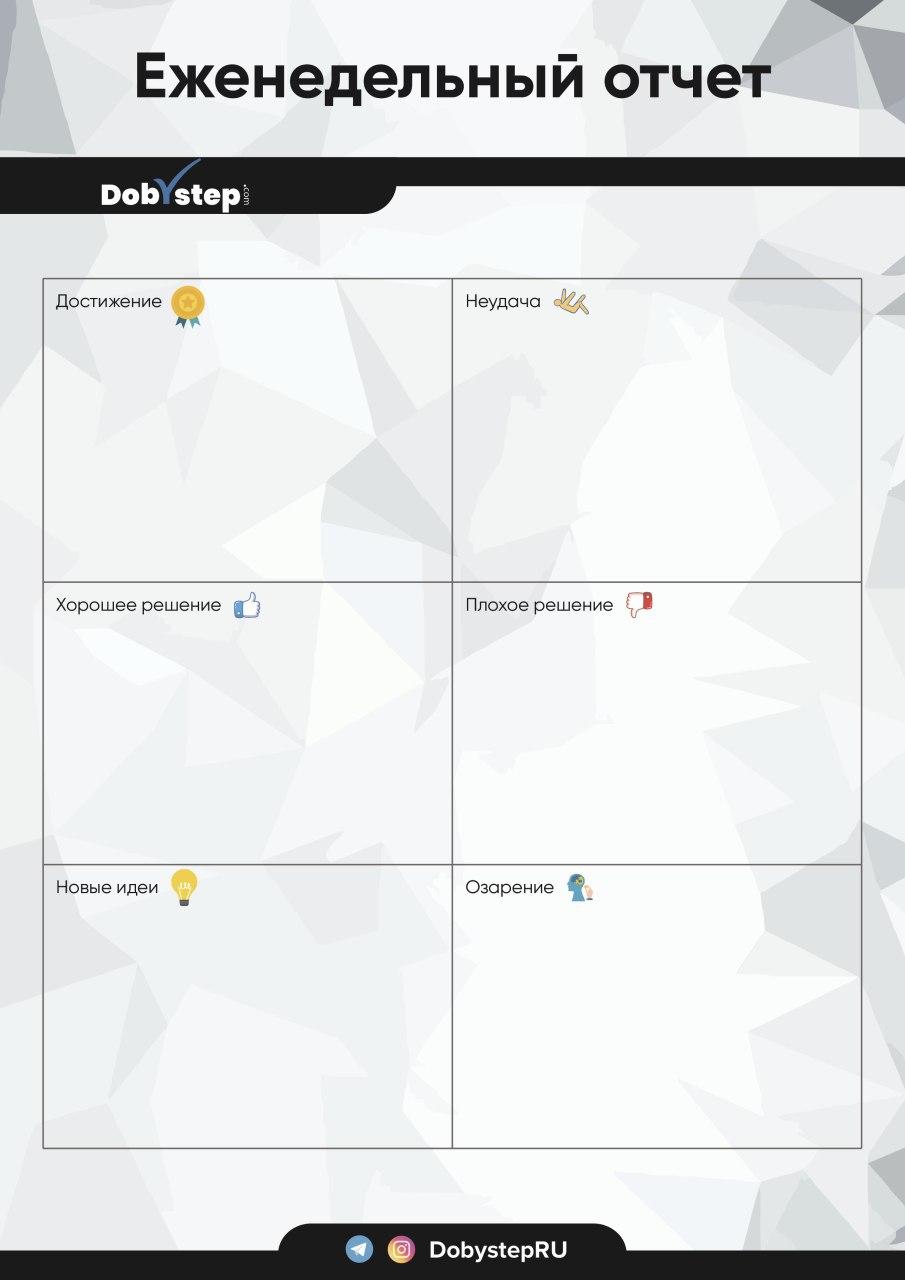 Еженедельный отчет
Dobystep.com
Достижение
Неудача
Хорошее решение
Плохое решение
Новые идеи
Озарение
DobystepRU